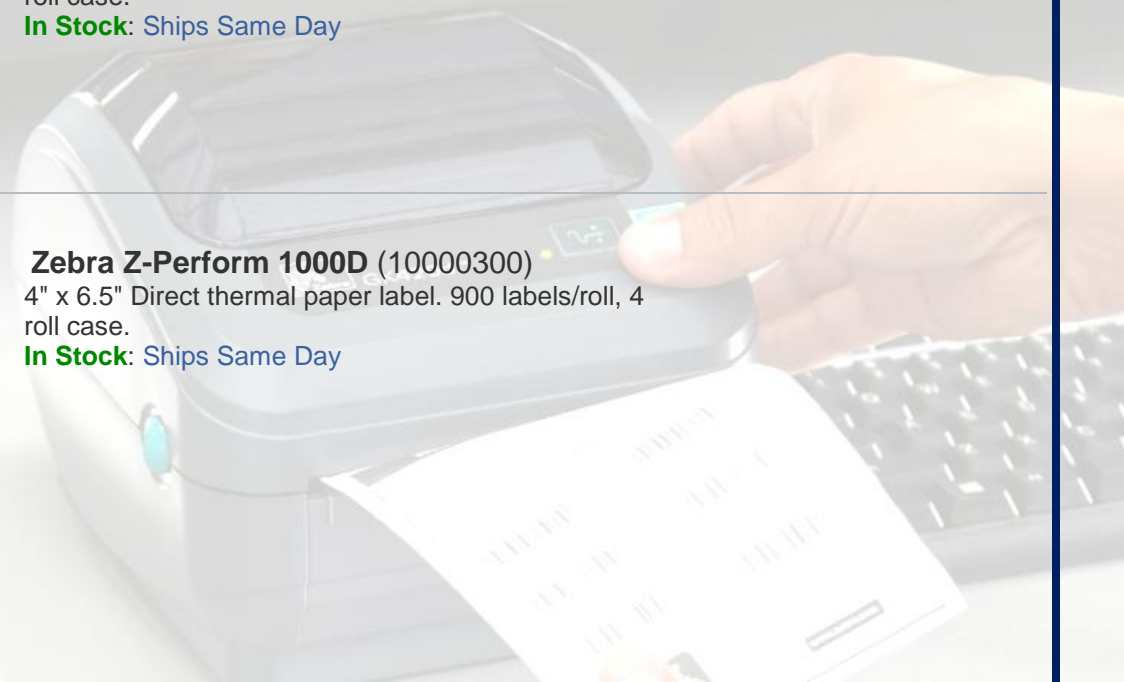 roll case.
In Stock: Ships Same Day
Zebra Z-Perform 1000D (10000300)
4" x 6.5" Direct thermal paper label. 900 labels/roll, 4
roll case.
In Stock: Ships Same Day